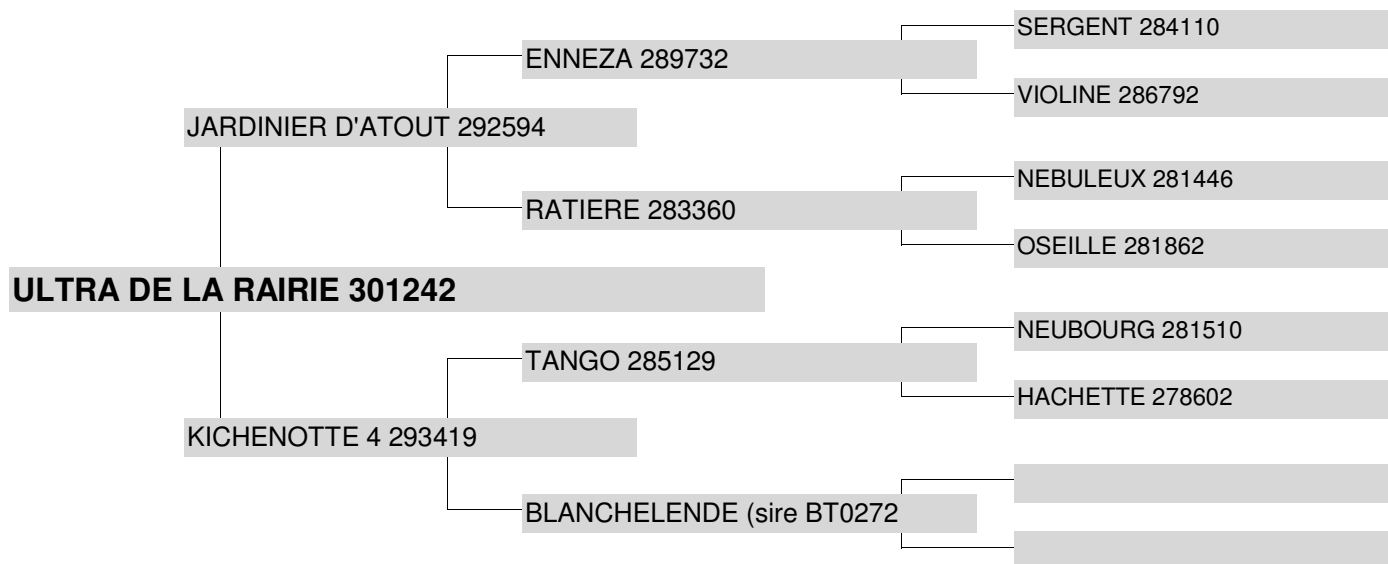 SERGENT 284110
ENNEZA 289732
VIOLINE 286792
JARDINIER D'ATOUT 292594
NEBULEUX 281446
RATIERE 283360
OSEILLE 281862
ULTRA DE LA RAIRIE 301242
NEUBOURG 281510
TANGO 285129
HACHETTE 278602
KICHENOTTE 4 293419
BLANCHELENDE (sire BT0272